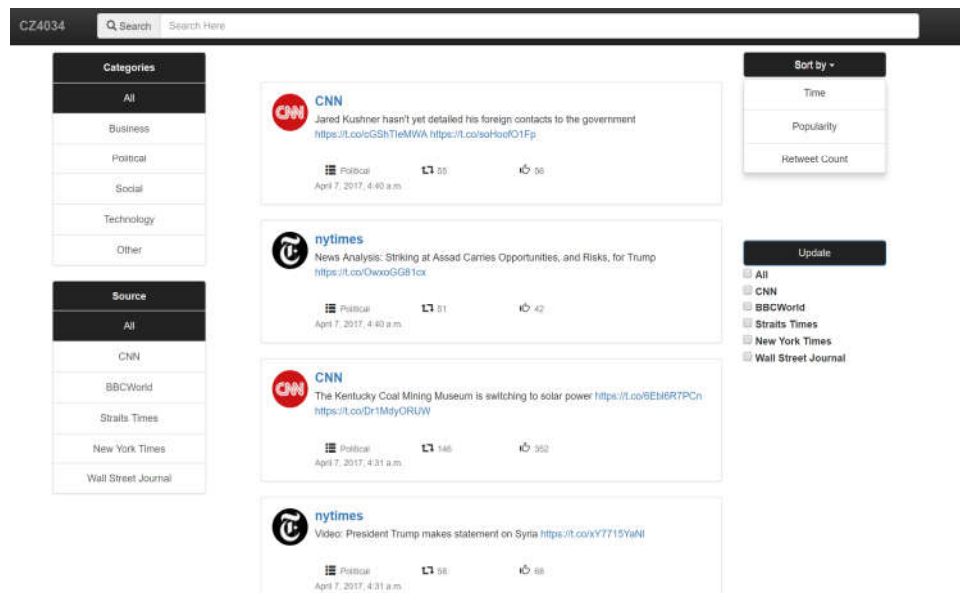 CZ4034
Search
Search Here
Categories
All
Business
Political
Social
Technology
Other
Source
All
CNN
BBCWorld
Straits Times
New York Times
Wall Street Journal
CNN
CNN
Jared Kushner hasn't yet detailed his foreign contacts to the government
https://t.co/cGShTIeMWA https://t.co/soHocfO1Fp
Political 55 56
April 7, 2017, 4:40 a.m.
nytimes
News Analysis: Striking at Assad Carries Opportunities, and Risks, for Trump
https://t.co/OwxoGG81cx
Political 51 42
April 7, 2017, 4:40 a.m.
CNN
CNN
The Kentucky Coal Mining Museum is switching to solar power https://t.co/6EbI6R7PCn
https://t.co/Dr1MdyORUW
Political 146 352
April 7, 2017, 4:31 a.m.
nytimes
Video: President Trump makes statement on Syria https://t.co/xY7715YaNl
Political 58 68
April 7, 2017, 4:31 a.m.
Sort by
Time
Popularity
Retweet Count
Update
All
CNN
BBCWorld
Straits Times
New York Times
Wall Street Journal